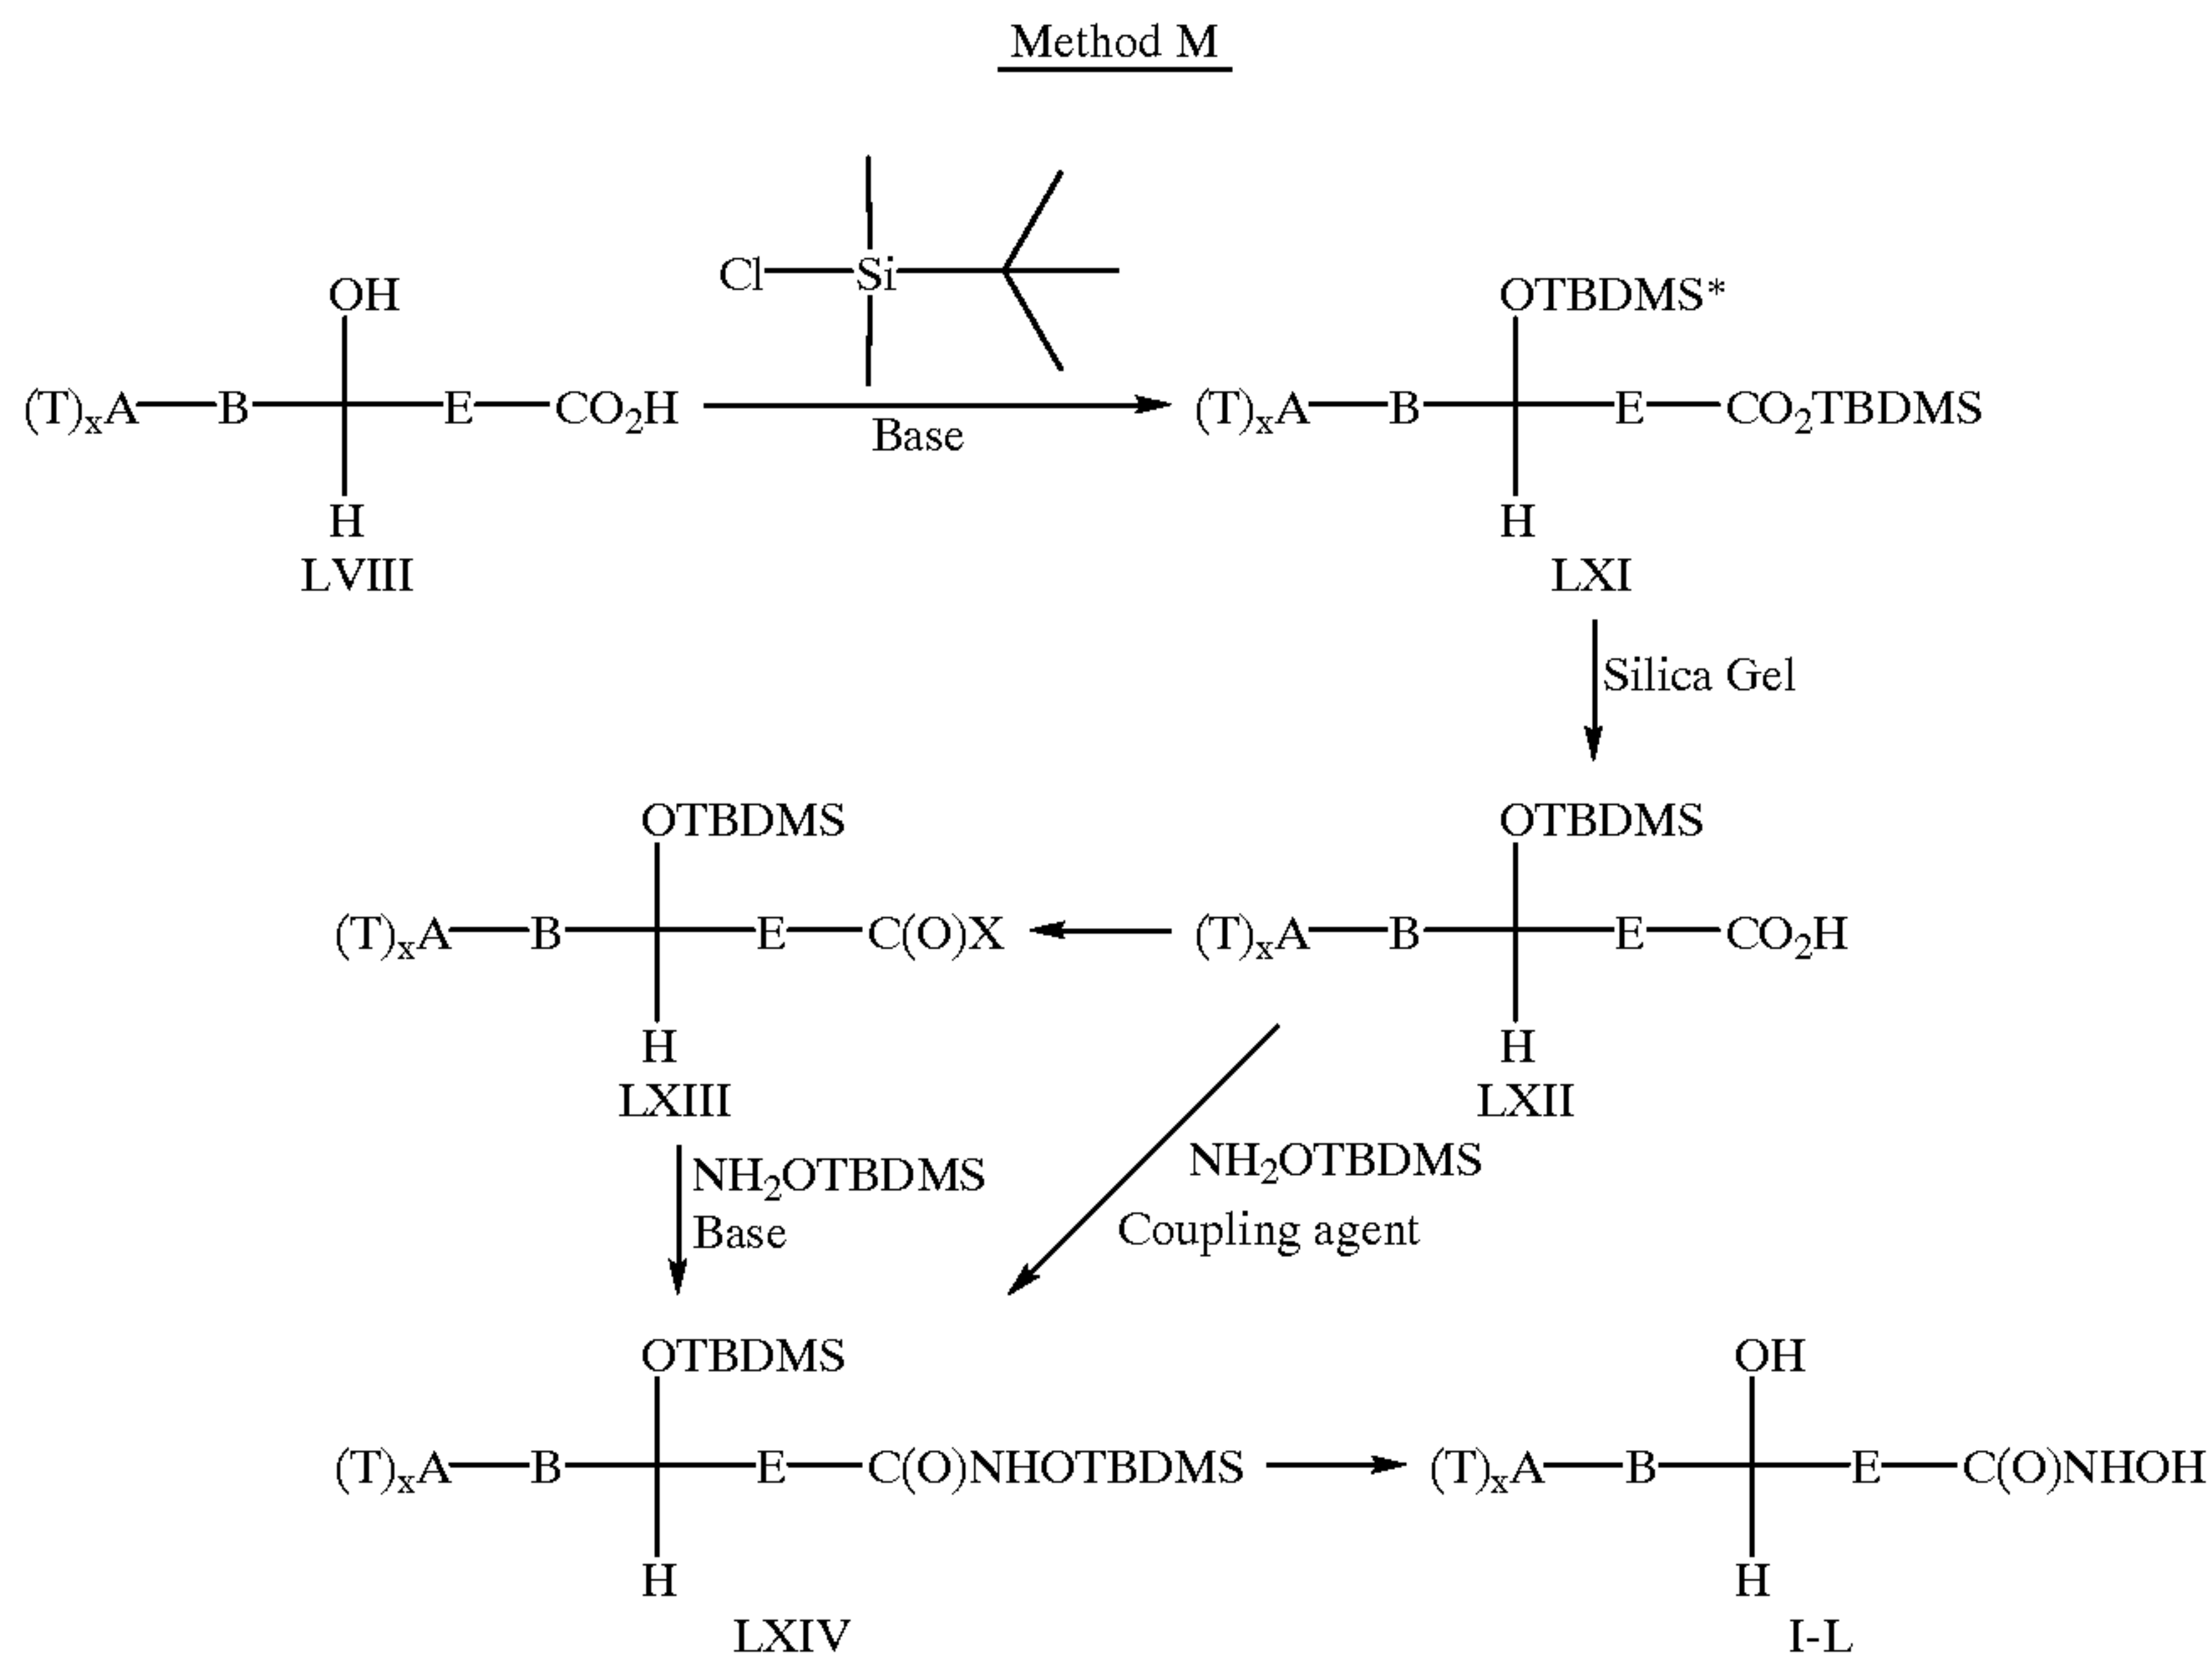 Method M
Cl—Si
OH
OTBDMS*
(T)ₓA—B—E—CO₂H
Base
(T)ₓA—B—E—CO₂TBDMS
H
H
LVIII
LXI
Silica Gel
OTBDMS
OTBDMS
(T)ₓA—B—E—C(O)X
(T)ₓA—B—E—CO₂H
H
H
LXIII
LXII
NH₂OTBDMS
Base
NH₂OTBDMS
Coupling agent
OTBDMS
OH
(T)ₓA—B—E—C(O)NHOTBDMS
(T)ₓA—B—E—C(O)NHOH
H
H
LXIV
I-L